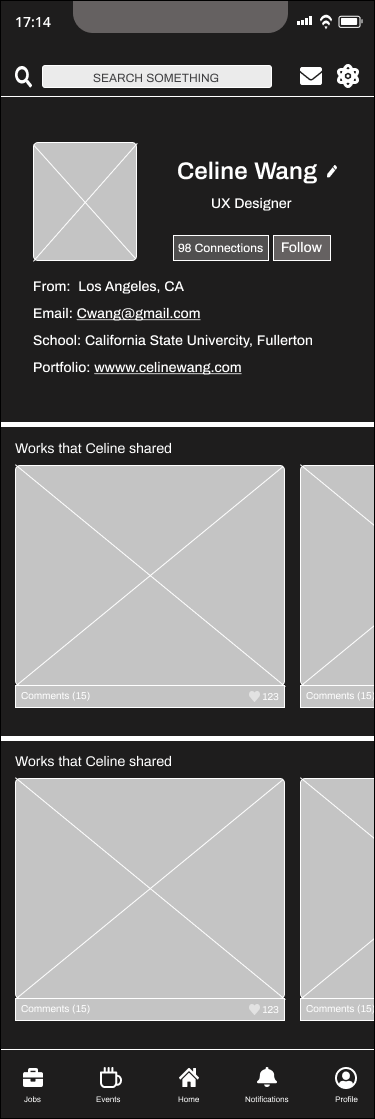 17:14
SEARCH SOMETHING
Celine Wang
UX Designer
98 Connections
Follow
From:  Los Angeles, CA
Email: Cwang@gmail.com
School: California State Univercity, Fullerton
Portfolio: wwww.celinewang.com
Works that Celine shared
Comments (15)
123
Comments (15)
Works that Celine shared
Comments (15)
123
Comments (15)
Jobs
Events
Home
Notifications
Profile